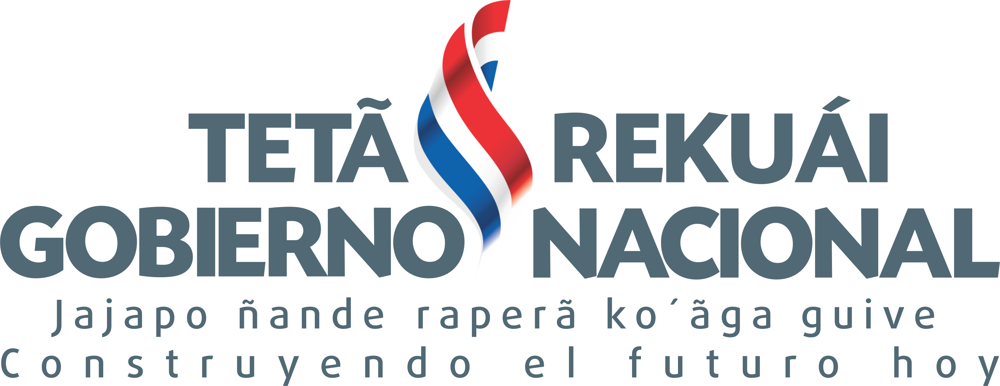 TETÃ REKUÁI
GOBIERNO NACIONAL
Jajapo ñande raperã ko´ãga guive
Construyendo el futuro hoy